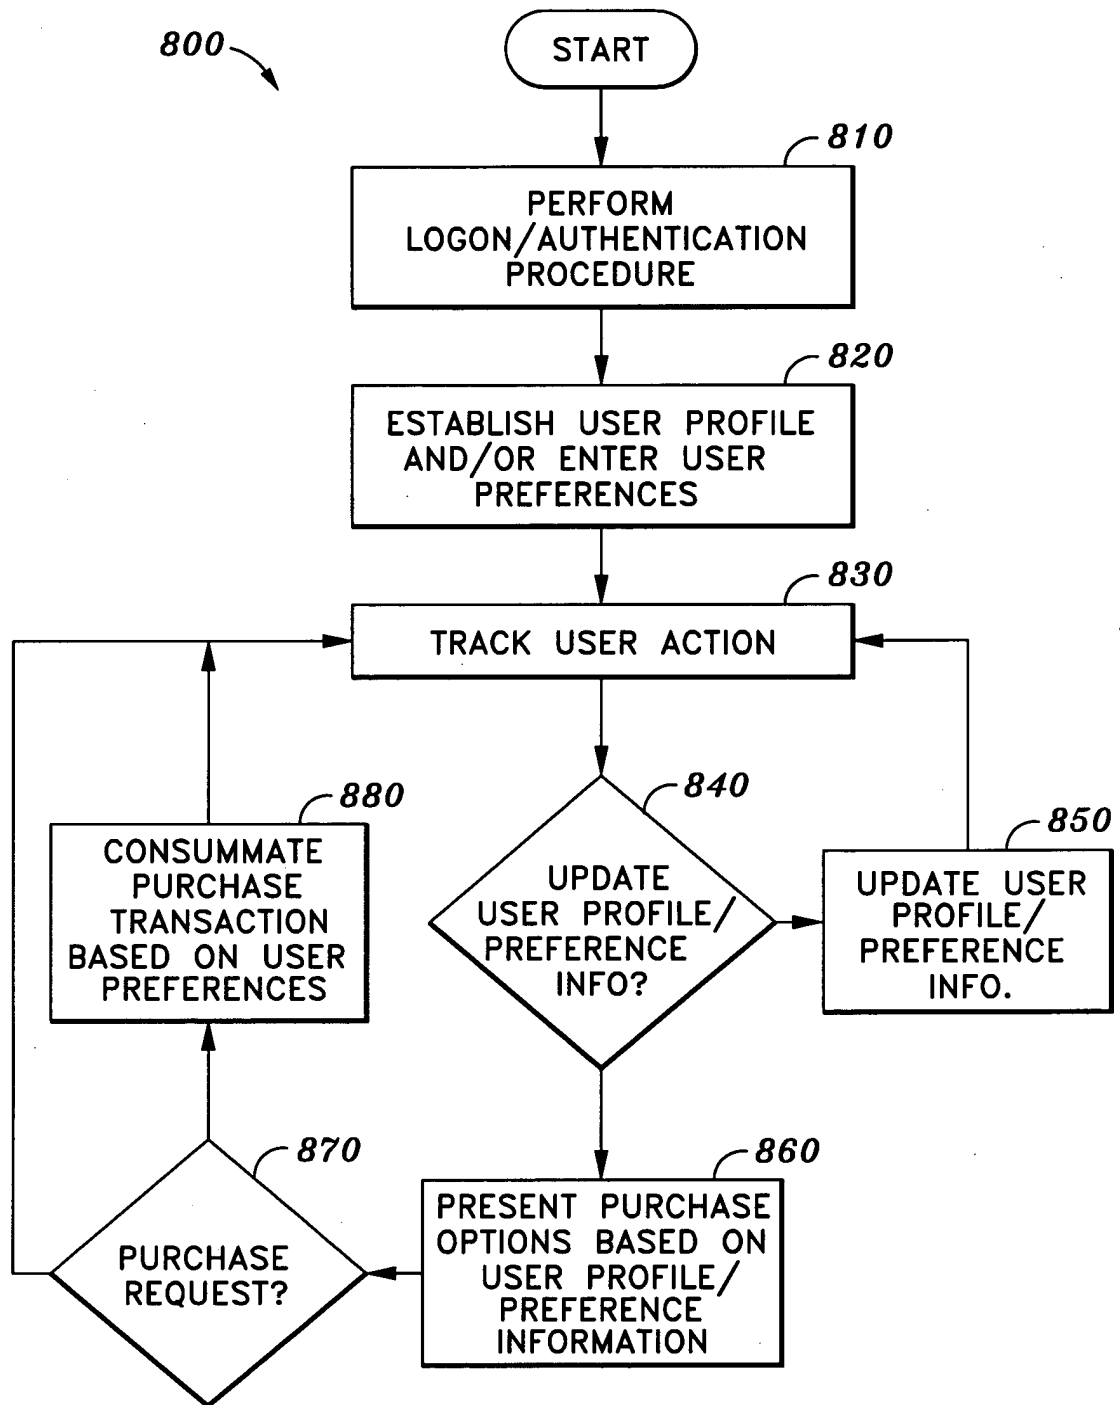 800
START
810
PERFORM
LOGON/AUTHENTICATION
PROCEDURE
820
ESTABLISH USER PROFILE
AND/OR ENTER USER
PREFERENCES
830
TRACK USER ACTION
840
UPDATE
USER PROFILE/
PREFERENCE
INFO?
850
UPDATE USER
PROFILE/
PREFERENCE
INFO.
860
PRESENT PURCHASE
OPTIONS BASED ON
USER PROFILE/
PREFERENCE
INFORMATION
870
PURCHASE
REQUEST?
880
CONSUMMATE
PURCHASE
TRANSACTION
BASED ON USER
PREFERENCES